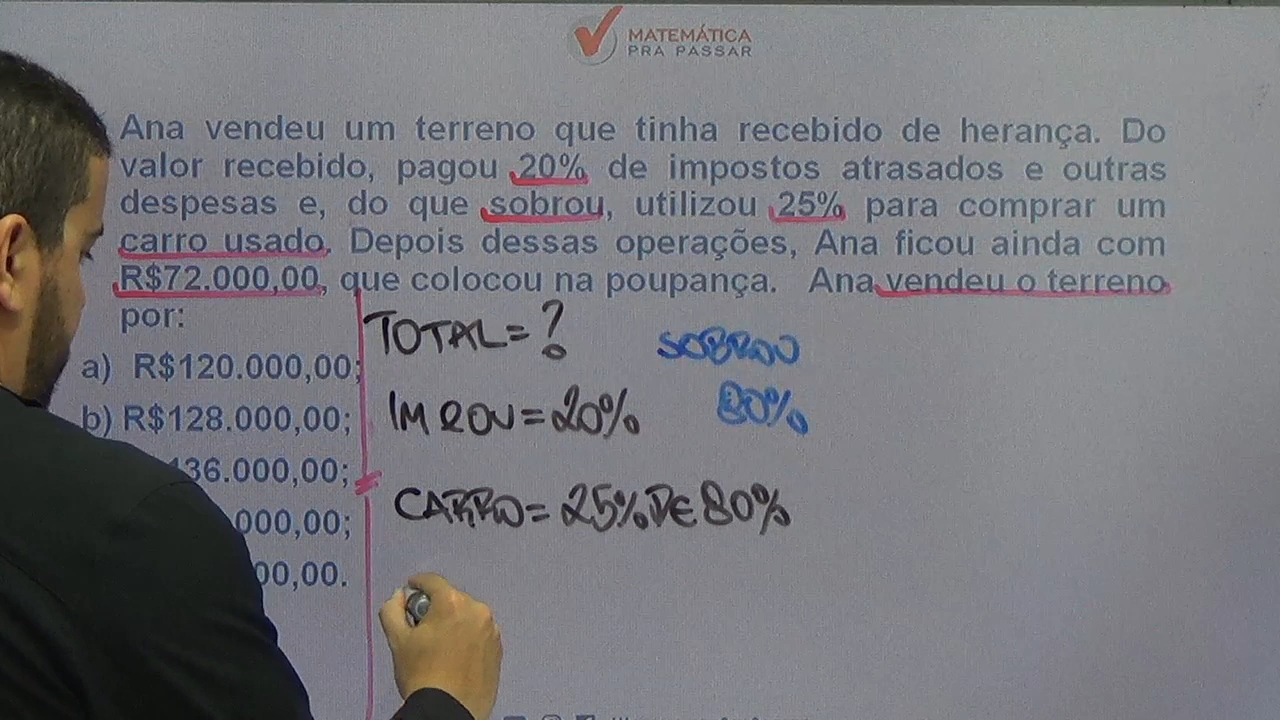 MATEMÁTICA
PRA PASSAR
Ana vendeu um terreno que tinha recebido de herança. Do
valor recebido, pagou 20% de impostos atrasados e outras
despesas e, do que sobrou, utilizou 25% para comprar um
carro usado. Depois dessas operações, Ana ficou ainda com
R$72.000,00, que colocou na poupança. Ana vendeu o terreno
por:
a) R$120.000,00;
b) R$128.000,00;
136.000,00;
000,00;
00,00.
TOTAL = ?
SOBROU
= 20%
80%
CARRO = 25% DE 80%